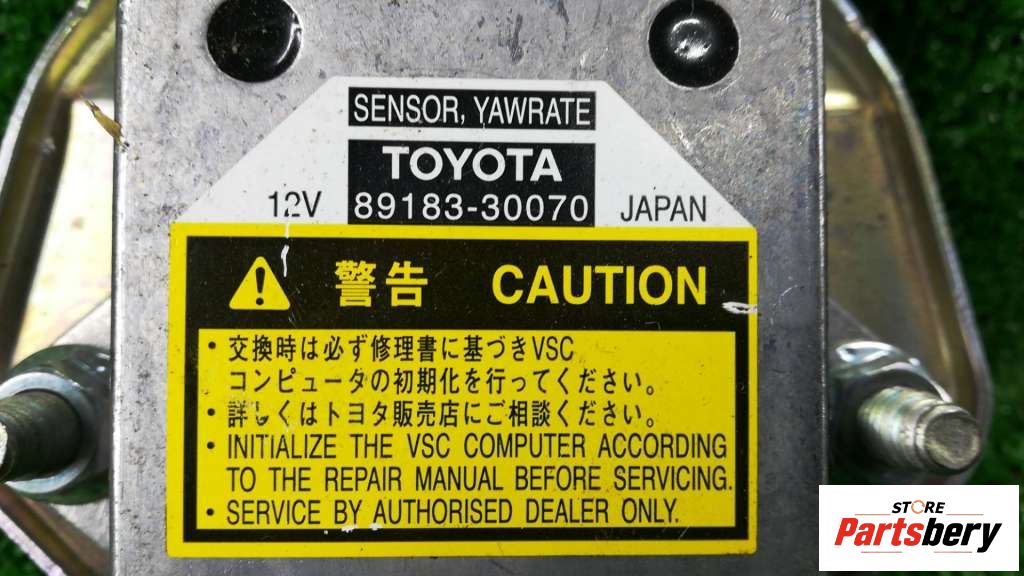 SENSOR, YAWRATE
TOYOTA
12V 89183-30070 JAPAN
警告 CAUTION
・交換時は必ず修理書に基づきVSC
コンピュータの初期化を行ってください。
・詳しくはトヨタ販売店にご相談ください。
・INITIALIZE THE VSC COMPUTER ACCORDING
TO THE REPAIR MANUAL BEFORE SERVICING.
・SERVICE BY AUTHORISED DEALER ONLY.
STORE
Partsbery